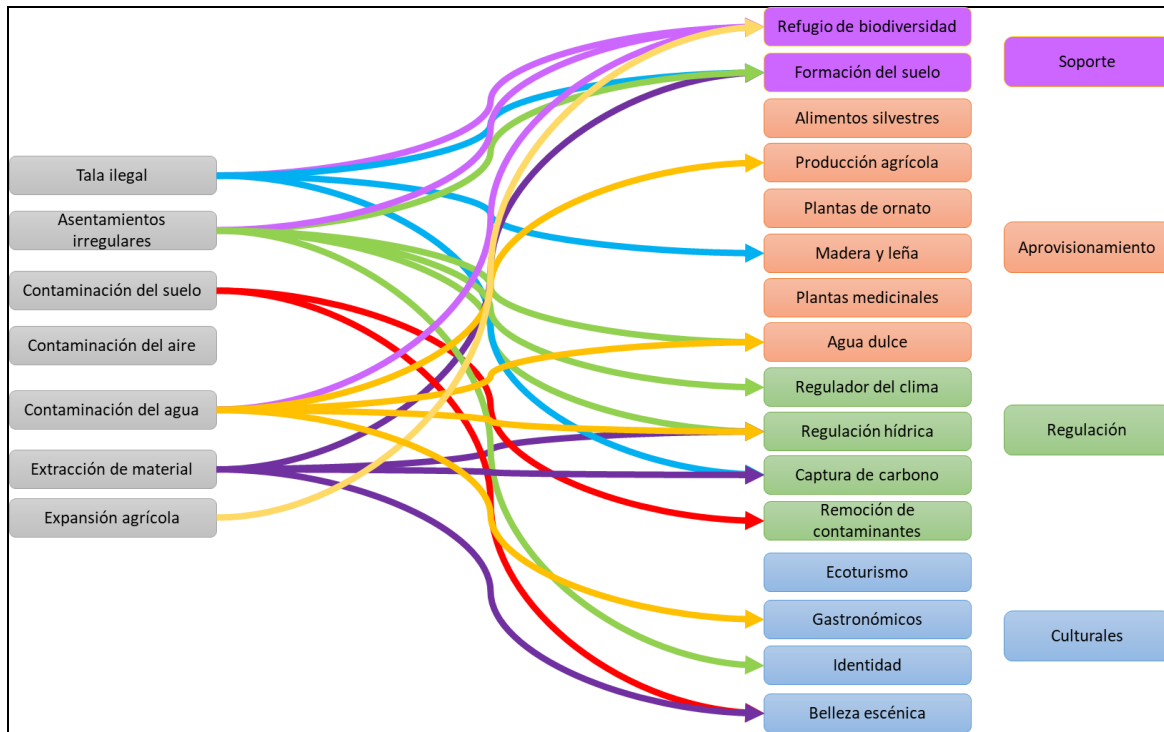 Tala ilegal
Asentamientos
irregulares
Contaminación del suelo
Contaminación del aire
Contaminación del agua
Extracción de material
Expansión agrícola
Refugio de biodiversidad
Formación del suelo
Alimentos silvestres
Producción agrícola
Plantas de ornato
Madera y leña
Plantas medicinales
Agua dulce
Regulador del clima
Regulación hídrica
Captura de carbono
Remoción de
contaminantes
Ecoturismo
Gastronómicos
Identidad
Belleza escénica
Soporte
Aprovisionamiento
Regulación
Culturales